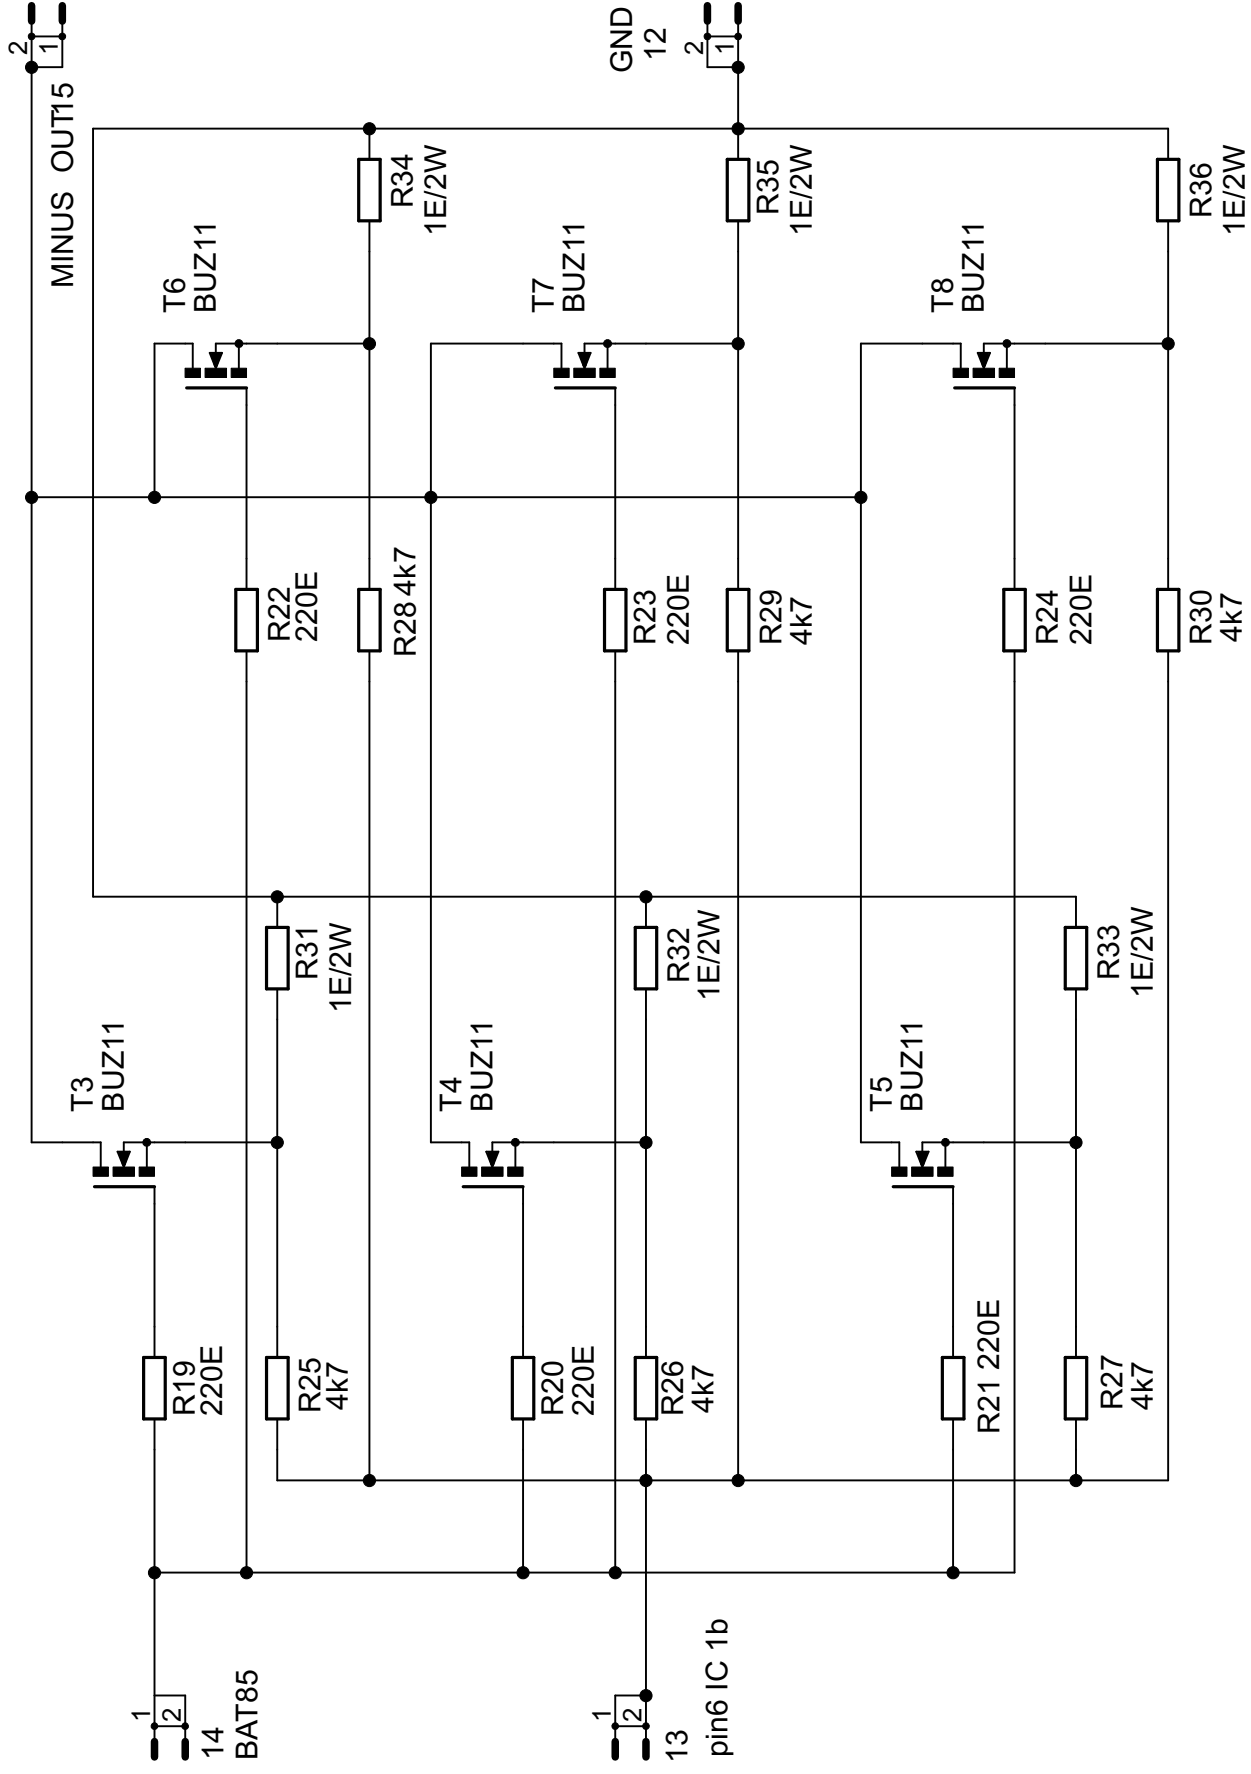 2
1
MINUS OUT15
GND
12
2
1
R34
1E/2W
R35
1E/2W
R36
1E/2W
T6
BUZ11
T7
BUZ11
T8
BUZ11
R22
220E
R28 4k7
R23
220E
R29
4k7
R24
220E
R30
4k7
R31
1E/2W
R32
1E/2W
R33
1E/2W
T3
BUZ11
T4
BUZ11
T5
BUZ11
R19
220E
R25
4k7
R20
220E
R26
4k7
R21 220E
R27
4k7
1
2
14
BAT85
1
2
13
pin6 IC 1b